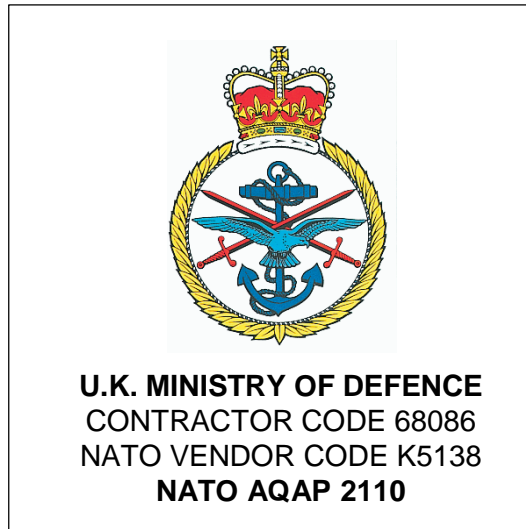 U.K. MINISTRY OF DEFENCE
CONTRACTOR CODE 68086
NATO VENDOR CODE K5138
NATO AQAP 2110